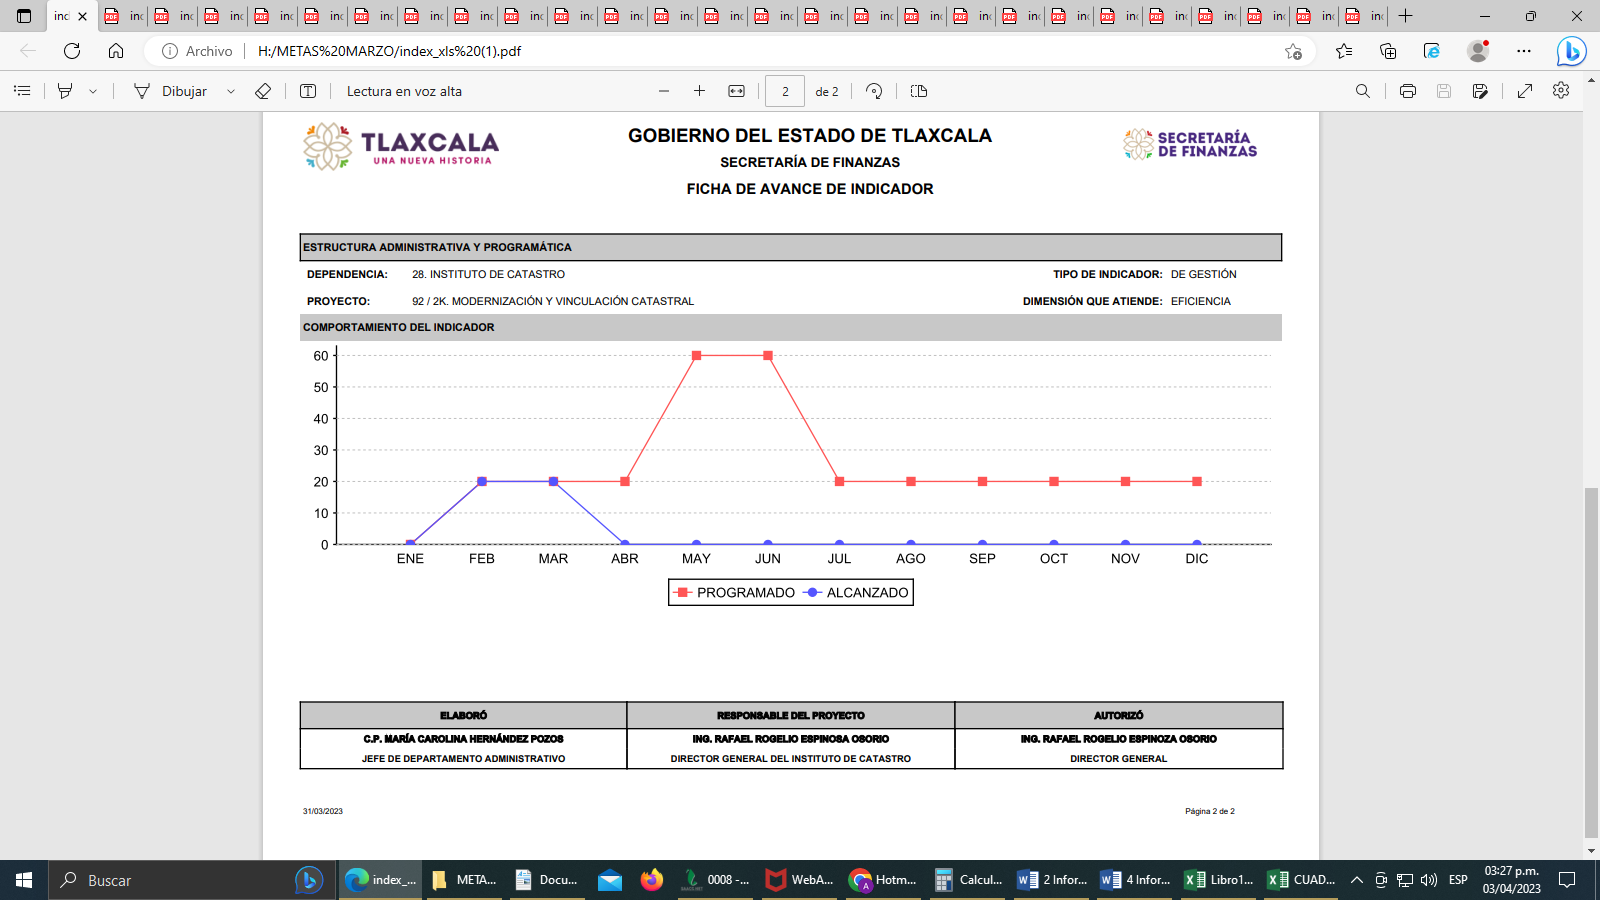 inc
Archivo
H:/METAS%20MARZO/index_xls%20(1).pdf
Dibujar
Lectura en voz alta
2
de 2
TLAXCALA
UNA NUEVA HISTORIA
GOBIERNO DEL ESTADO DE TLAXCALA
SECRETARÍA DE FINANZAS
FICHA DE AVANCE DE INDICADOR
SECRETARÍA
DE FINANZAS
ESTRUCTURA ADMINISTRATIVA Y PROGRAMÁTICA
DEPENDENCIA: 28. INSTITUTO DE CATASTRO TIPO DE INDICADOR: DE GESTIÓN
PROYECTO: 92 / 2K. MODERNIZACIÓN Y VINCULACIÓN CATASTRAL DIMENSIÓN QUE ATIENDE: EFICIENCIA
COMPORTAMIENTO DEL INDICADOR
60
50
40
30
20
10
0
ENE FEB MAR ABR MAY JUN JUL AGO SEP OCT NOV DIC
PROGRAMADO ALCANZADO
ELABORÓ RESPONSABLE DEL PROYECTO AUTORIZÓ
C.P. MARÍA CAROLINA HERNÁNDEZ POZOS ING. RAFAEL ROGELIO ESPINOSA OSORIO ING. RAFAEL ROGELIO ESPINOZA OSORIO
JEFE DE DEPARTAMENTO ADMINISTRATIVO DIRECTOR GENERAL DEL INSTITUTO DE CATASTRO DIRECTOR GENERAL
31/03/2023 Página 2 de 2
Buscar
index_...
META...
Docu...
0008 -...
WebA...
Hotm...
Calcul...
2 Infor...
4 Infor...
Libro1...
CUAD...
ESP
03:27 p.m.
03/04/2023